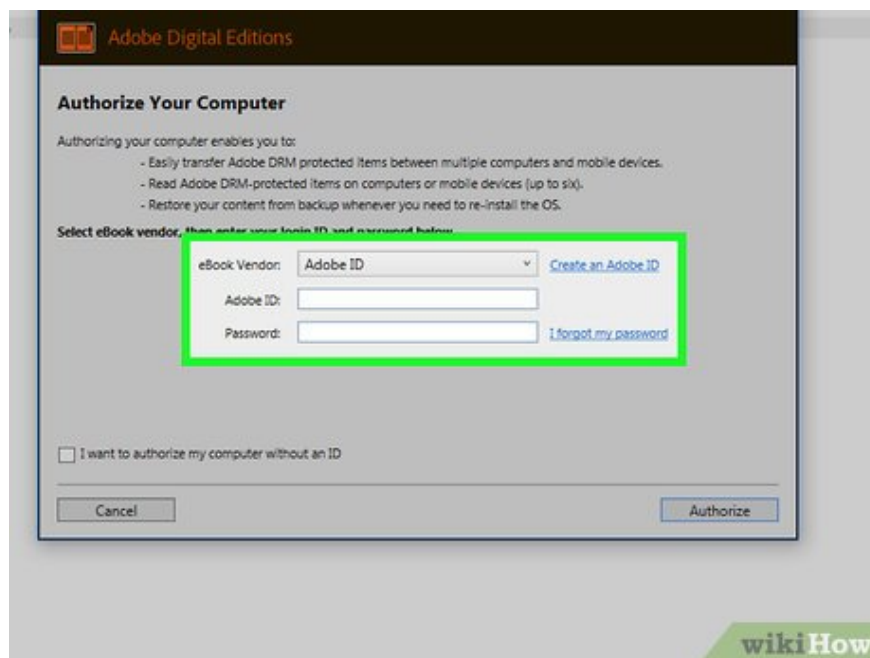 Adobe Digital Editions
Authorize Your Computer
Authorizing your computer enables you to:
- Easily transfer Adobe DRM protected items between multiple computers and mobile devices.
- Read Adobe DRM-protected items on computers or mobile devices (up to six).
- Restore your content from backup whenever you need to re-install the OS.
Select eBook vendor, then enter your login ID and password below.
eBook Vendor: Adobe ID Create an Adobe ID
Adobe ID:
Password: I forgot my password
I want to authorize my computer without an ID
Cancel Authorize
wikiHow